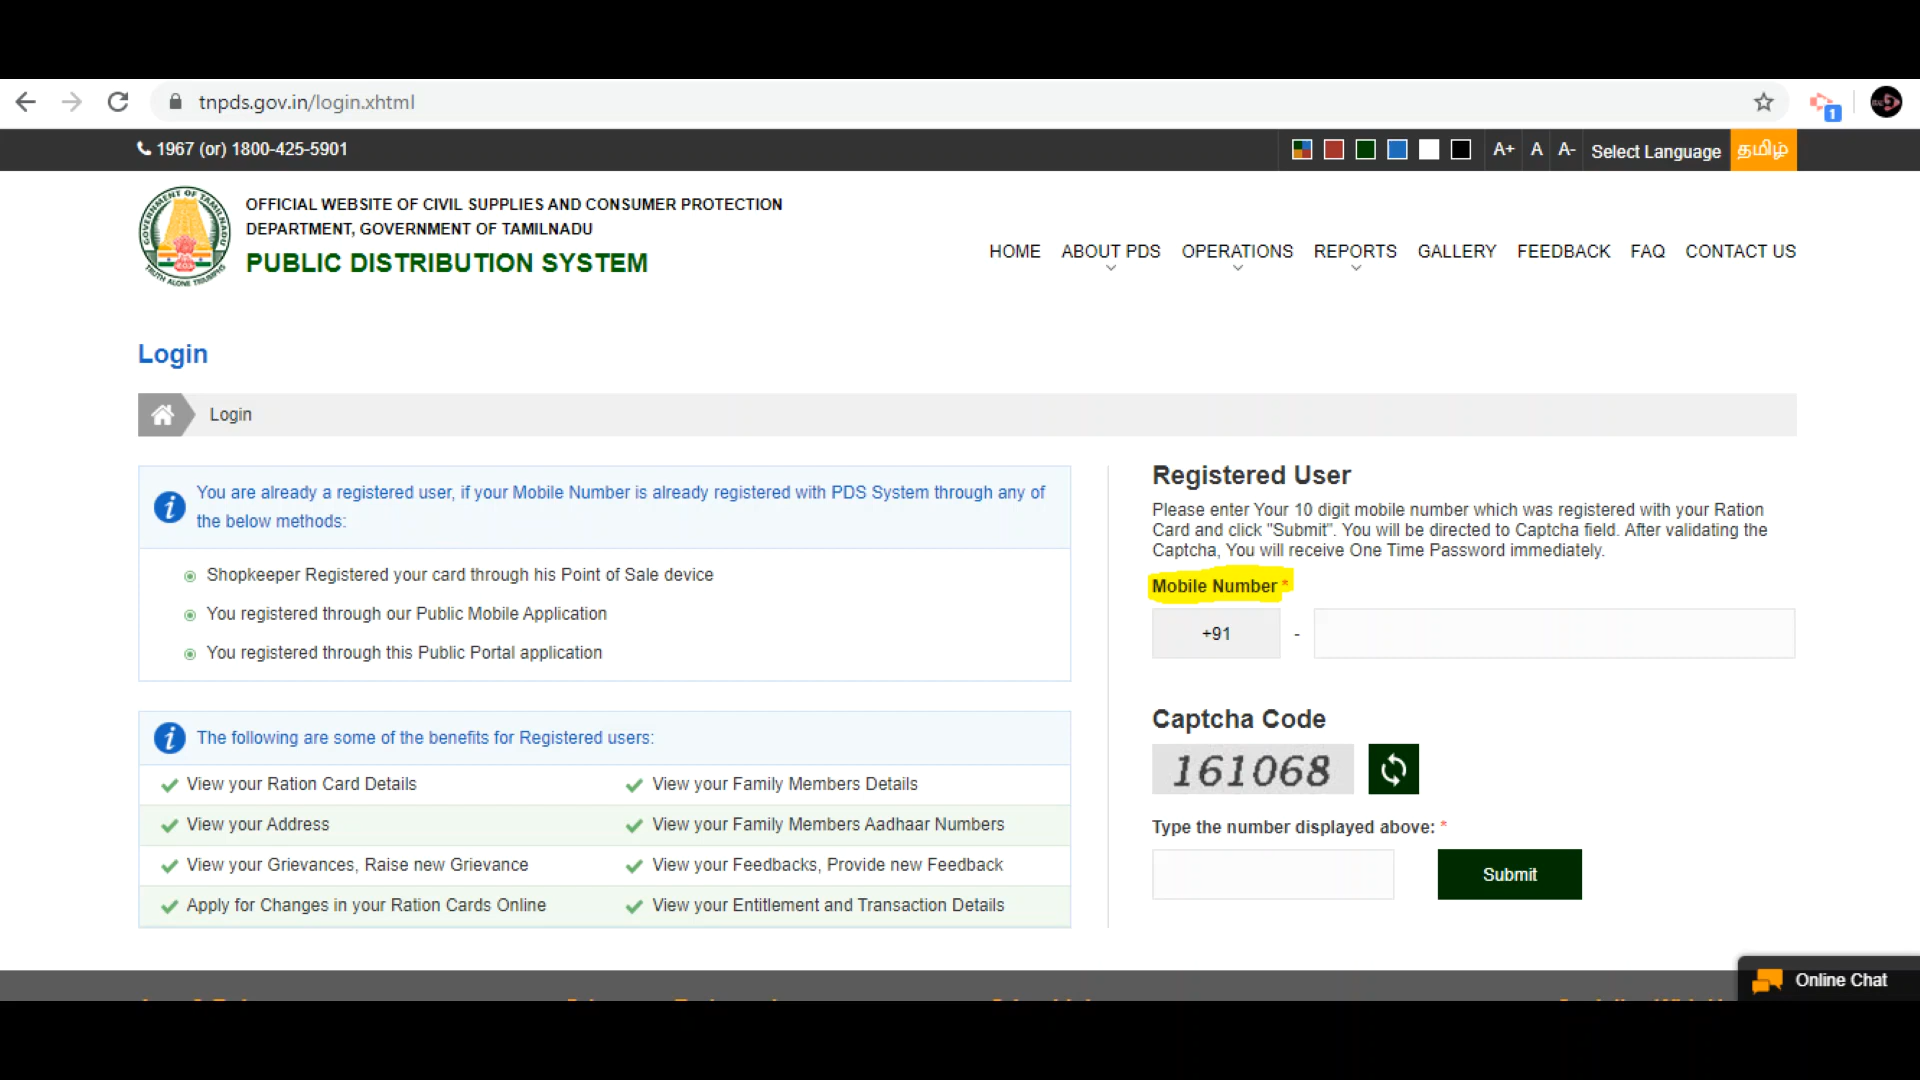 tnpds.gov.in/login.xhtml
1
1967 (or) 1800-425-5901
A+ A A- Select Language தமிழ்
GOVERNMENT OF TAMILNADU
TRUTH ALONE TRIUMPHS
OFFICIAL WEBSITE OF CIVIL SUPPLIES AND CONSUMER PROTECTION
DEPARTMENT, GOVERNMENT OF TAMILNADU
PUBLIC DISTRIBUTION SYSTEM
HOME ABOUT PDS OPERATIONS REPORTS GALLERY FEEDBACK FAQ CONTACT US
Login
Login
You are already a registered user, if your Mobile Number is already registered with PDS System through any of
the below methods:
Shopkeeper Registered your card through his Point of Sale device
You registered through our Public Mobile Application
You registered through this Public Portal application
The following are some of the benefits for Registered users:
View your Ration Card Details
View your Family Members Details
View your Address
View your Family Members Aadhaar Numbers
View your Grievances, Raise new Grievance
View your Feedbacks, Provide new Feedback
Apply for Changes in your Ration Cards Online
View your Entitlement and Transaction Details
Registered User
Please enter Your 10 digit mobile number which was registered with your Ration
Card and click "Submit". You will be directed to Captcha field. After validating the
Captcha, You will receive One Time Password immediately.
Mobile Number *
+91 -
Captcha Code
161068
Type the number displayed above: *
Submit
Online Chat